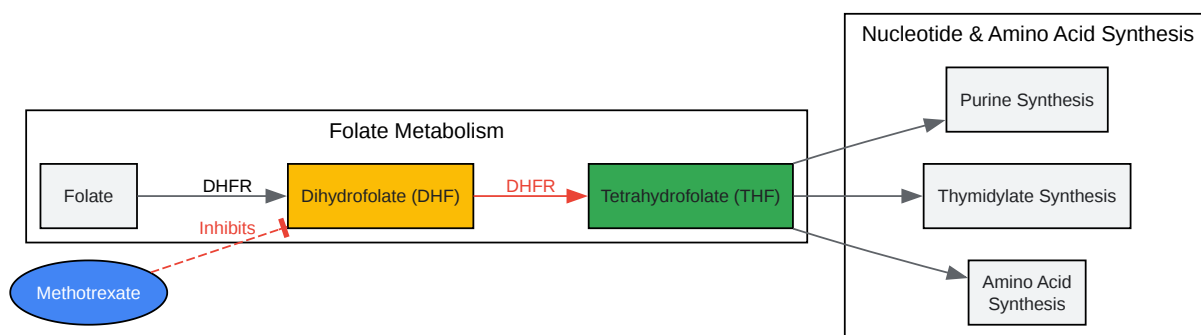 Nucleotide & Amino Acid Synthesis
Purine Synthesis
Folate Metabolism
Folate
DHFR
Dihydrofolate (DHF)
DHFR
Tetrahydrofolate (THF)
Thymidylate Synthesis
Inhibits
Methotrexate
Amino Acid
Synthesis